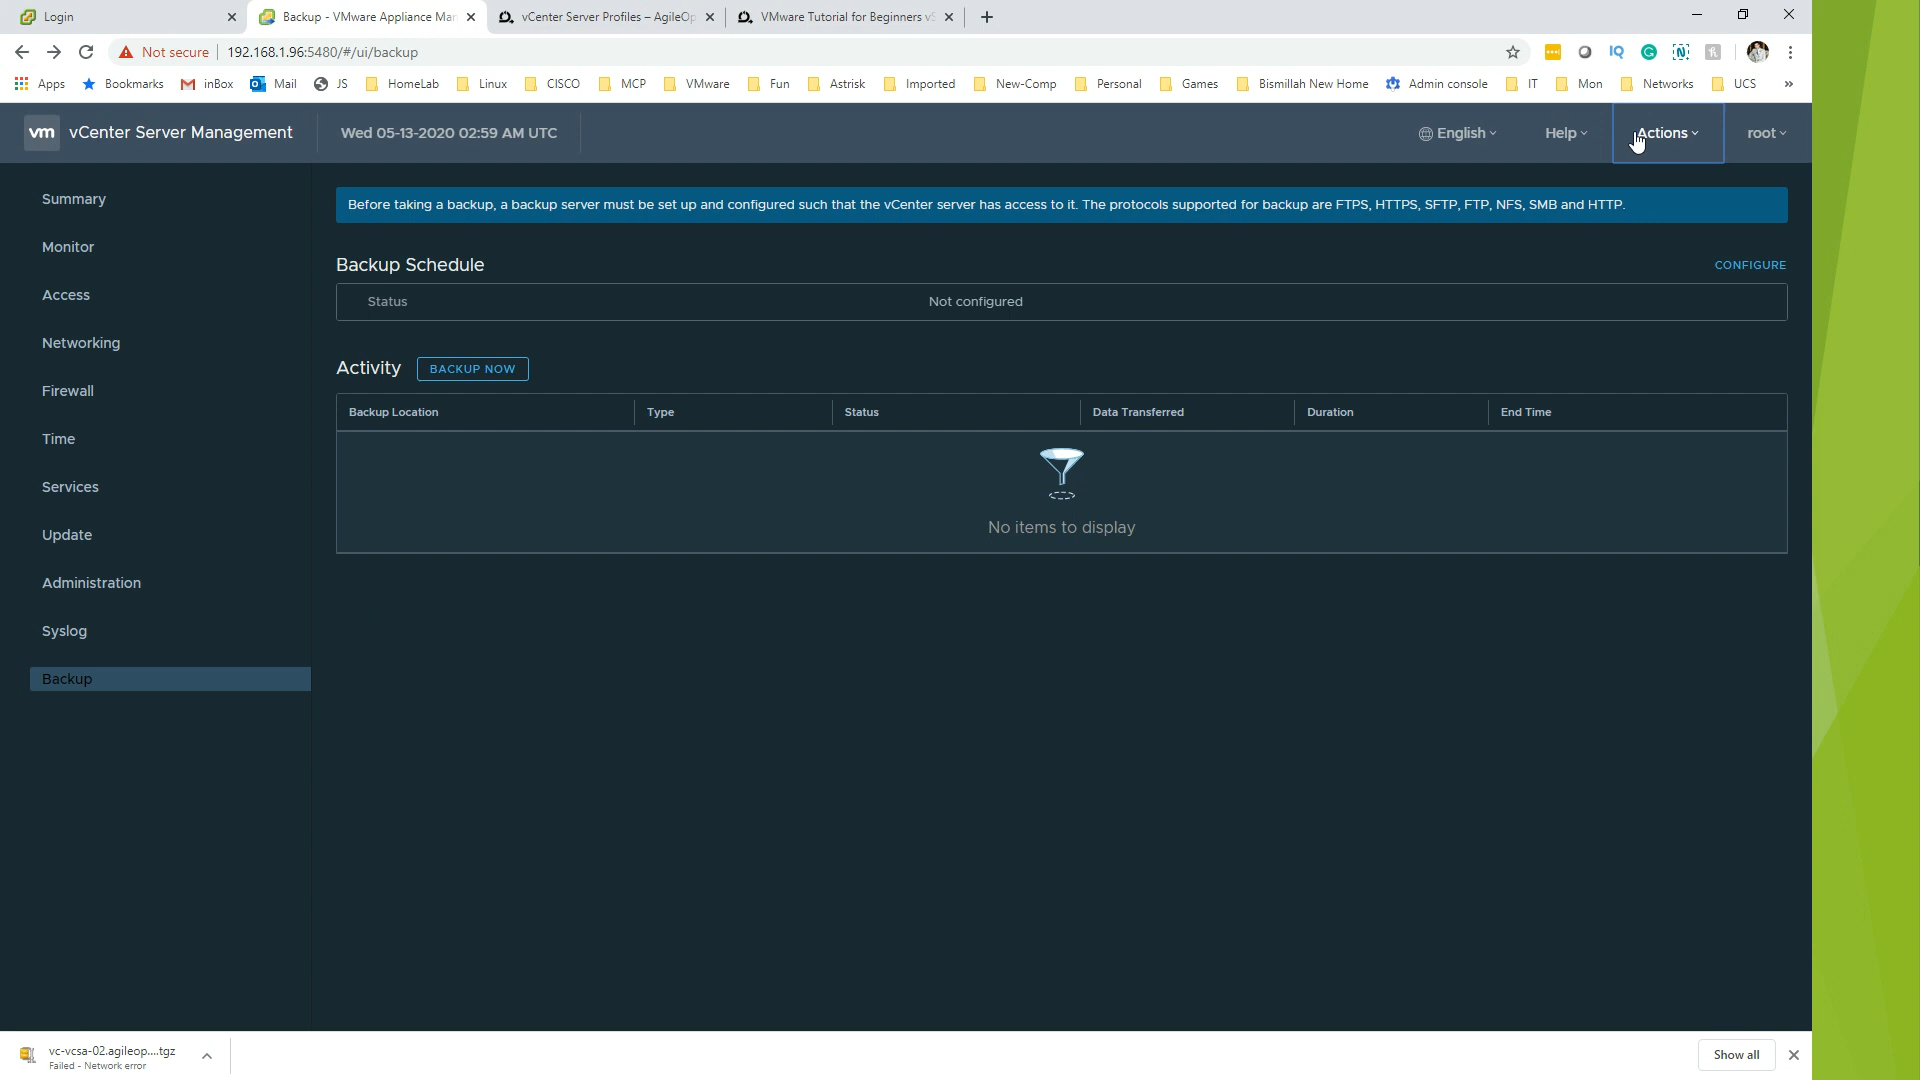 Login
Backup - VMware Appliance Mar
vCenter Server Profiles – AgileOp
VMware Tutorial for Beginners vS
Not secure
192.168.1.96:5480/#/ui/backup
Apps
Bookmarks
inBox
Mail
JS
HomeLab
Linux
CISCO
MCP
VMware
Fun
Astrisk
Imported
New-Comp
Personal
Games
Bismillah New Home
Admin console
IT
Mon
Networks
UCS
»
vm
vCenter Server Management
Wed 05-13-2020 02:59 AM UTC
English
Help
Actions
root
Summary
Monitor
Access
Networking
Firewall
Time
Services
Update
Administration
Syslog
Backup
Before taking a backup, a backup server must be set up and configured such that the vCenter server has access to it. The protocols supported for backup are FTPS, HTTPS, SFTP, FTP, NFS, SMB and HTTP.
Backup Schedule
CONFIGURE
Status
Not configured
Activity
BACKUP NOW
Backup Location
Type
Status
Data Transferred
Duration
End Time
No items to display
vc-vcsa-02.agileop....tgz
Failed - Network error
Show all